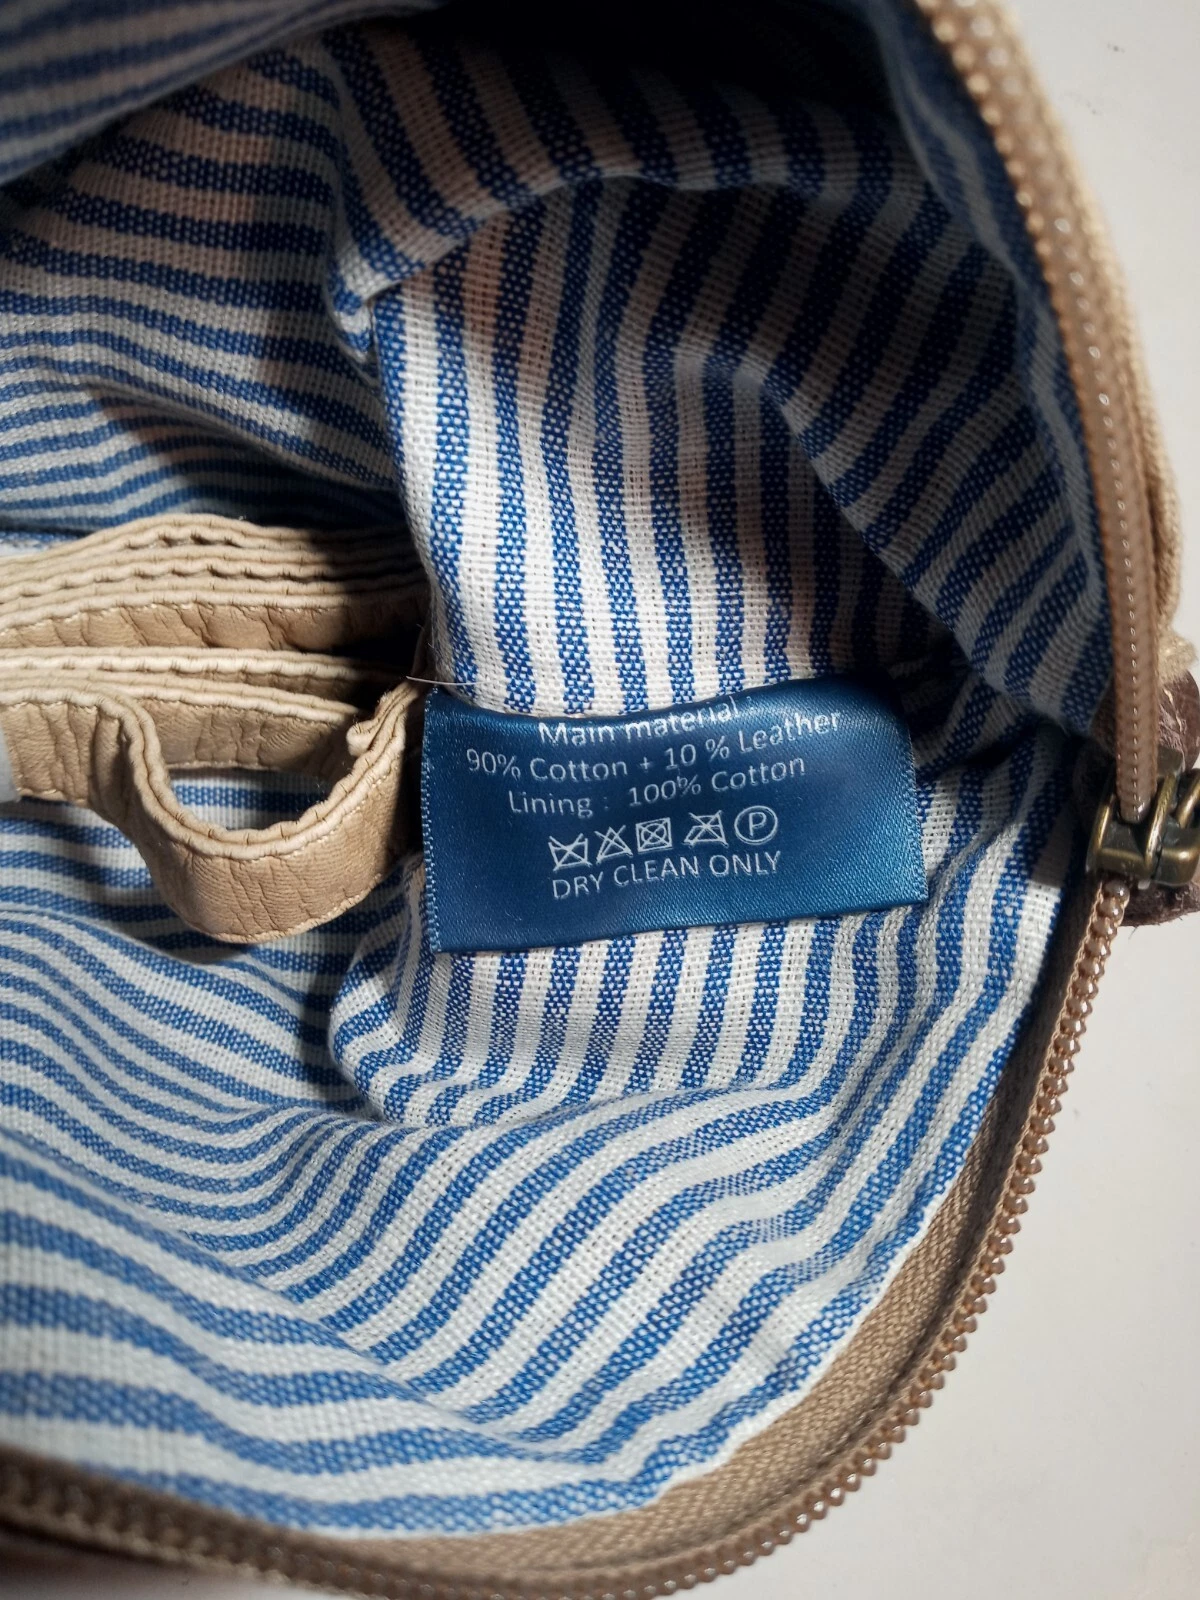 Main material :
90% Cotton + 10 % Leather
Lining : 100% Cotton
P
DRY CLEAN ONLY